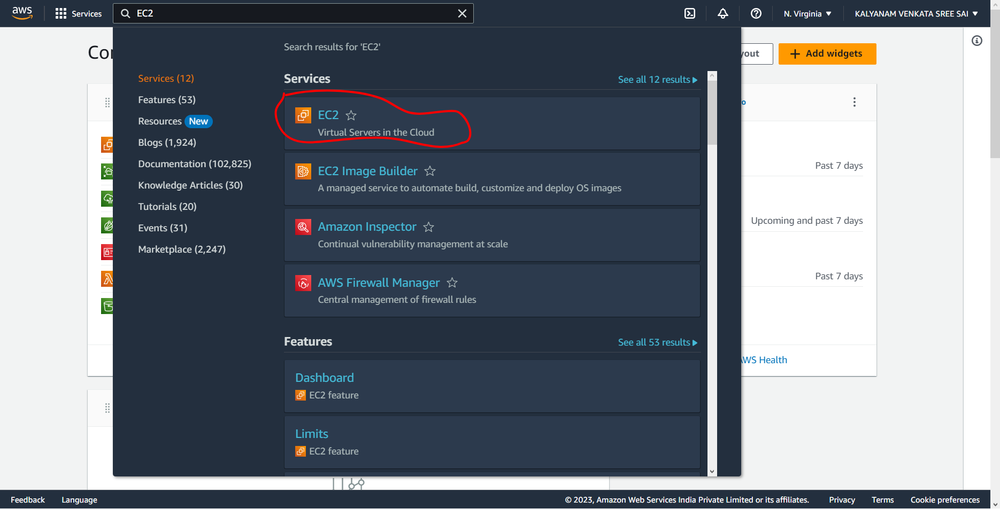 aws
Services
EC2
N. Virginia
KALYANAM VENKATA SREE SAI
Search results for 'EC2'
Add widgets
Services (12)
Features (53)
Resources New
Blogs (1,924)
Documentation (102,825)
Knowledge Articles (30)
Tutorials (20)
Events (31)
Marketplace (2,247)
Services
See all 12 results
EC2
Virtual Servers in the Cloud
EC2 Image Builder
A managed service to automate build, customize and deploy OS images
Amazon Inspector
Continual vulnerability management at scale
AWS Firewall Manager
Central management of firewall rules
Features
See all 53 results
Dashboard
EC2 feature
Limits
EC2 feature
Past 7 days
Upcoming and past 7 days
Past 7 days
AWS Health
Feedback
Language
© 2023, Amazon Web Services India Private Limited or its affiliates.
Privacy
Terms
Cookie preferences